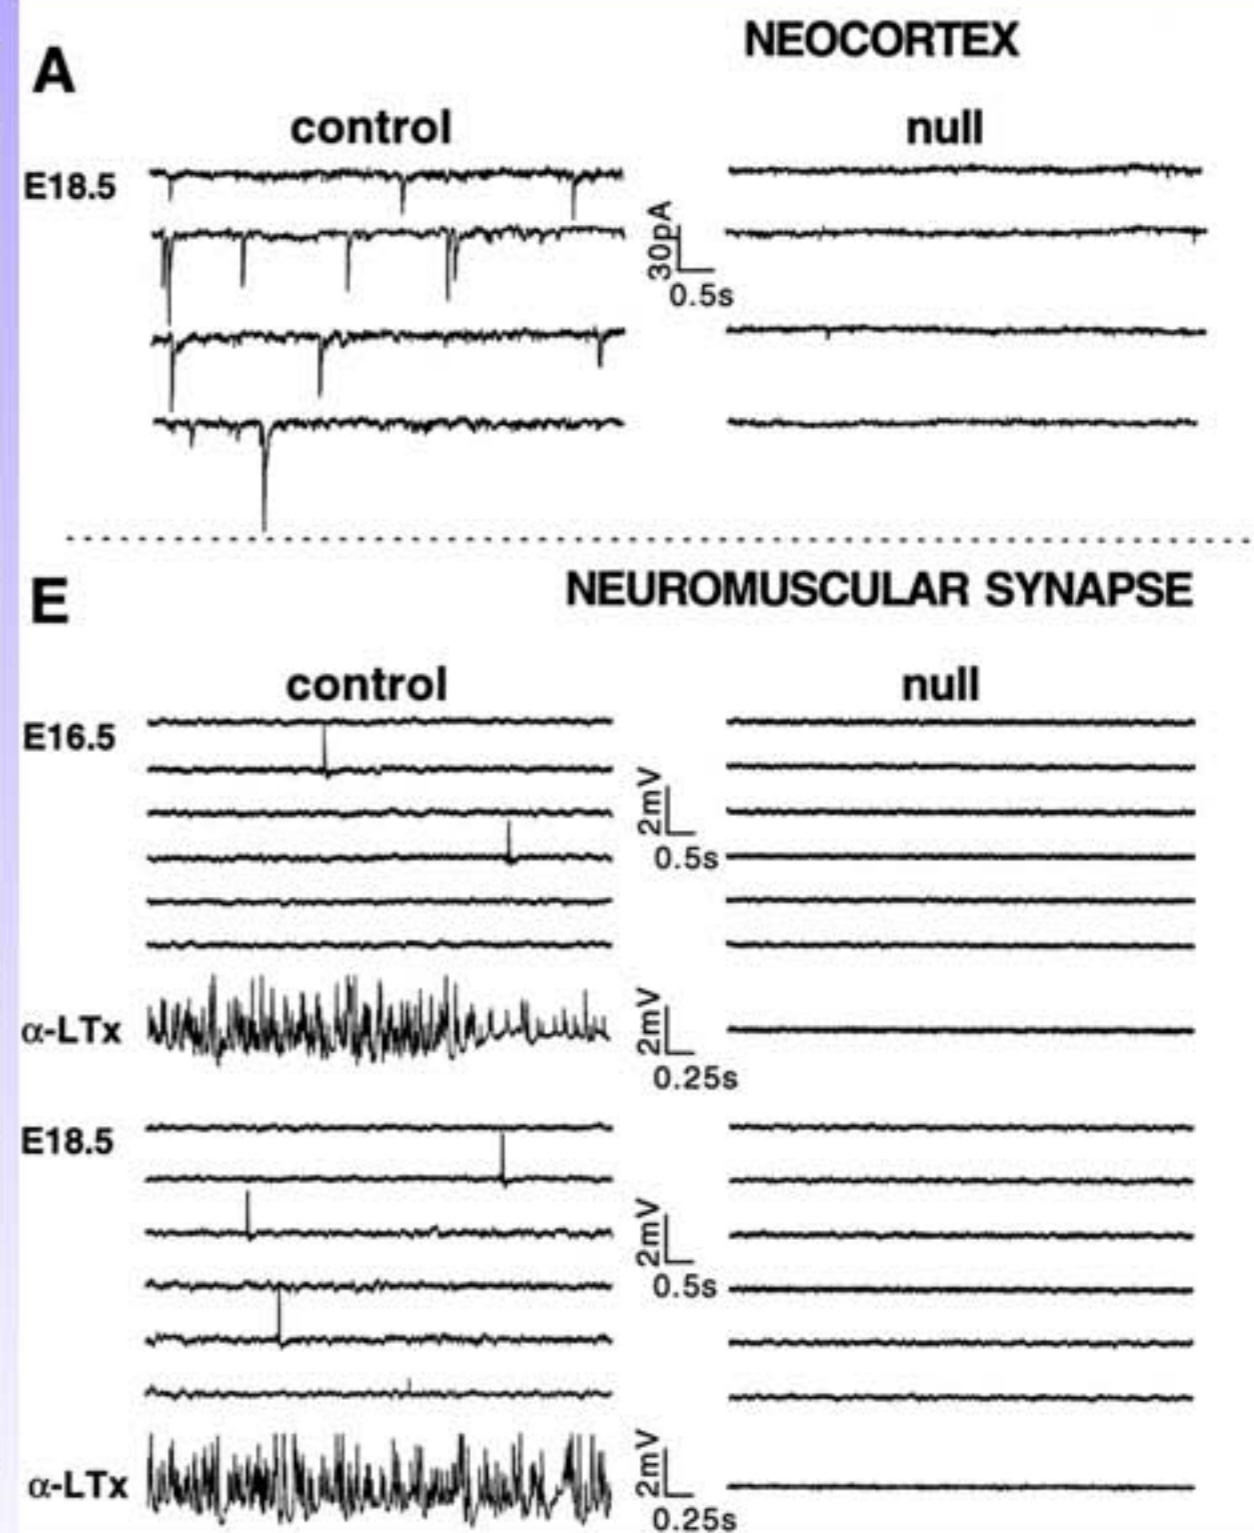 A
NEOCORTEX
control
null
E18.5
30pA
0.5s
E
NEUROMUSCULAR SYNAPSE
control
null
E16.5
2mV
0.5s
α-LTx
2mV
0.25s
E18.5
2mV
0.5s
α-LTx
2mV
0.25s